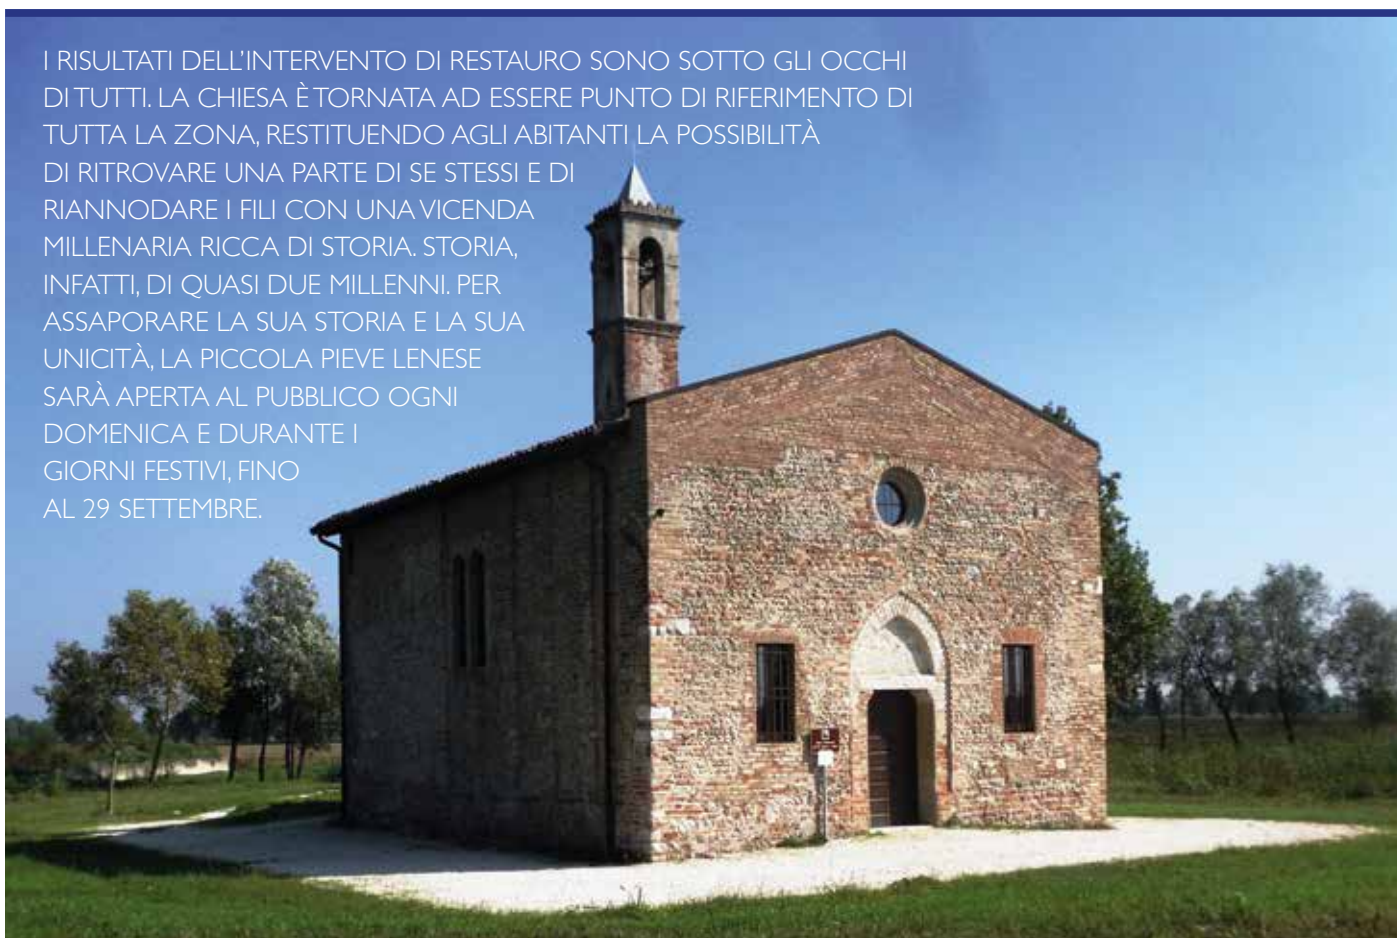 I RISULTATI DELL'INTERVENTO DI RESTAURO SONO SOTTO GLI OCCHI
DI TUTTI. LA CHIESA È TORNATA AD ESSERE PUNTO DI RIFERIMENTO DI
TUTTA LA ZONA, RESTITUENDO AGLI ABITANTI LA POSSIBILITÀ
DI RITROVARE UNA PARTE DI SE STESSI E DI
RIANNODARE I FILI CON UNA VICENDA
MILLENARIA RICCA DI STORIA. STORIA,
INFATTI, DI QUASI DUE MILLENNI. PER
ASSAPORARE LA SUA STORIA E LA SUA
UNICITÀ, LA PICCOLA PIEVE LENESE
SARÀ APERTA AL PUBBLICO OGNI
DOMENICA E DURANTE I
GIORNI FESTIVI, FINO
AL 29 SETTEMBRE.